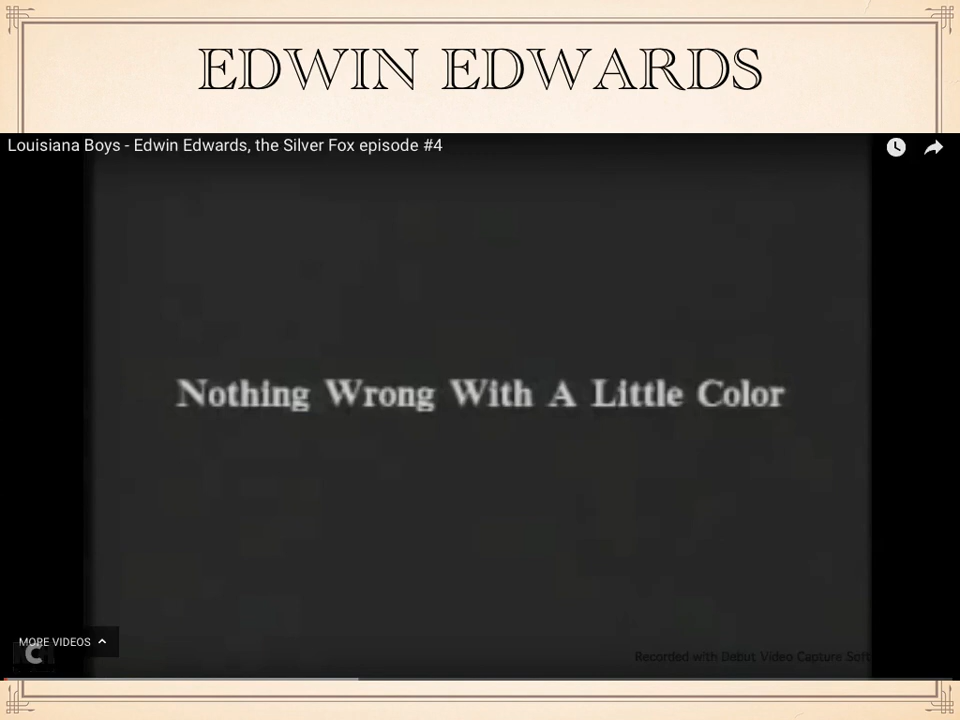 EDWIN EDWARDS
Louisiana Boys - Edwin Edwards, the Silver Fox episode #4
Nothing Wrong With A Little Color
MORE VIDEOS
Recorded with Debut Video Capture Soft